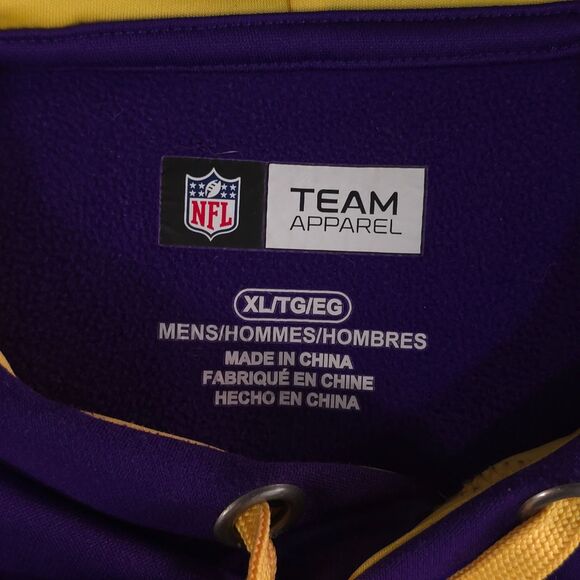 NFL
TEAM
APPAREL
XL/TG/EG
MENS/HOMMES/HOMBRES
MADE IN CHINA
FABRIQUÉ EN CHINE
HECHO EN CHINA